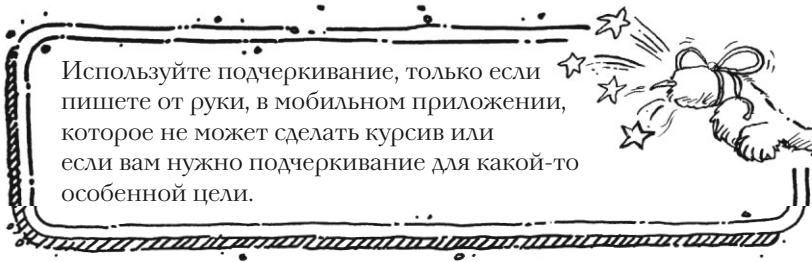 Используйте подчеркивание, только если
пишете от руки, в мобильном приложении,
которое не может сделать курсив или
если вам нужно подчеркивание для какой-то
особенной цели.